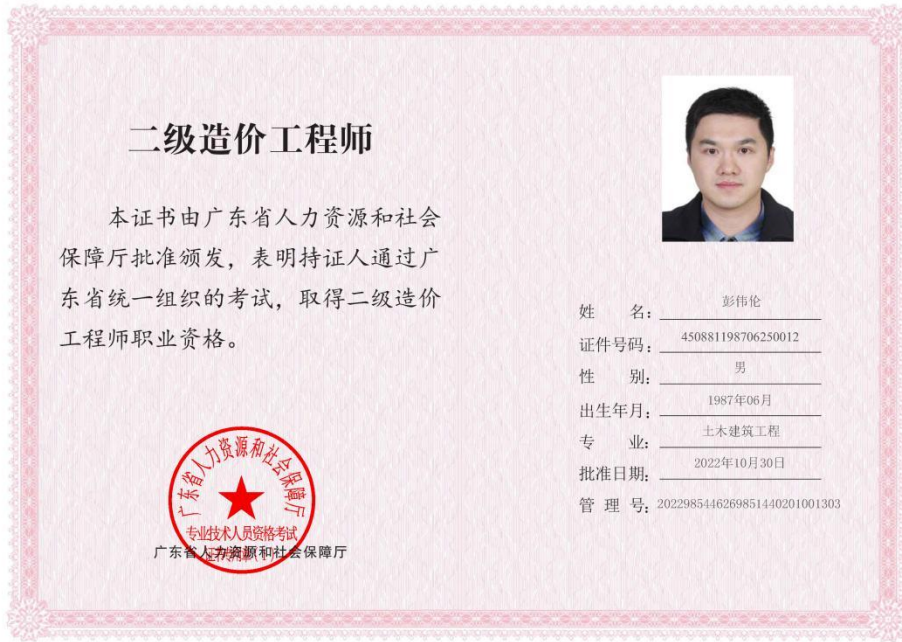 二级造价工程师
本证书由广东省人力资源和社会
保障厅批准颁发，表明持证人通过广
东省统一组织的考试，取得二级造价
工程师职业资格。
广东省人力资源和社会保障厅
专业技术人员资格考试
广东省人力资源和社会保障厅
姓 名：彭伟伦
证件号码：450881198706250012
性 别：男
出生年月：1987年06月
专 业：土木建筑工程
批准日期：2022年10月30日
管 理 号：2022985446269851440201001303